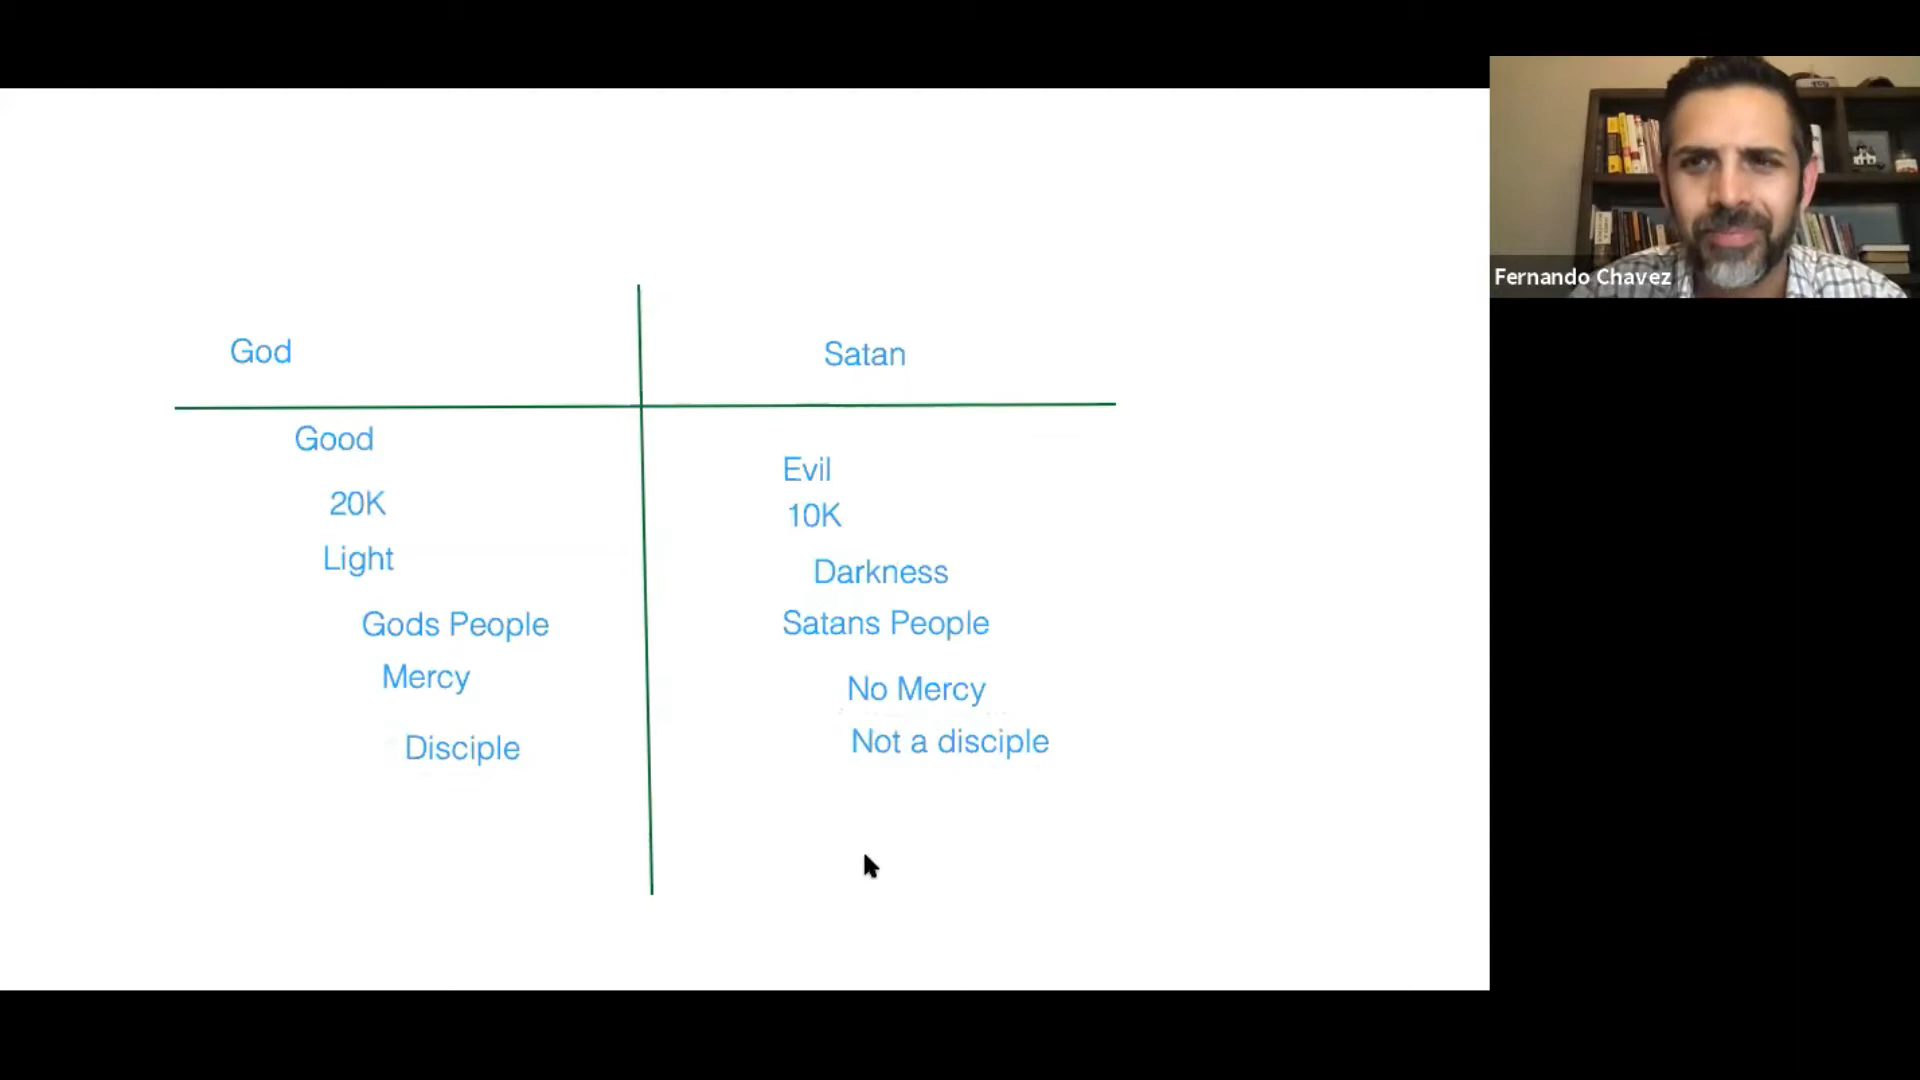 God
Satan
Good
Evil
20K
10K
Light
Darkness
Gods People
Satans People
Mercy
No Mercy
Disciple
Not a disciple
Fernando Chavez